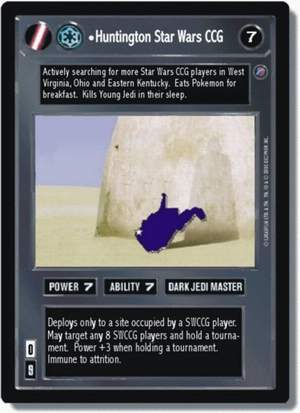 •Huntington Star Wars CCG
7
Actively searching for more Star Wars CCG players in West
Virginia, Ohio and Eastern Kentucky. Eats Pokemon for
breakfast. Kills Young Jedi in their sleep.
POWER 7 ABILITY 7 DARK JEDI MASTER
Deploys only to a site occupied by a SWCCG player.
May target any 8 SWCCG players and hold a tourna-
ment. Power +3 when holding a tournament.
Immune to attrition.
0
9